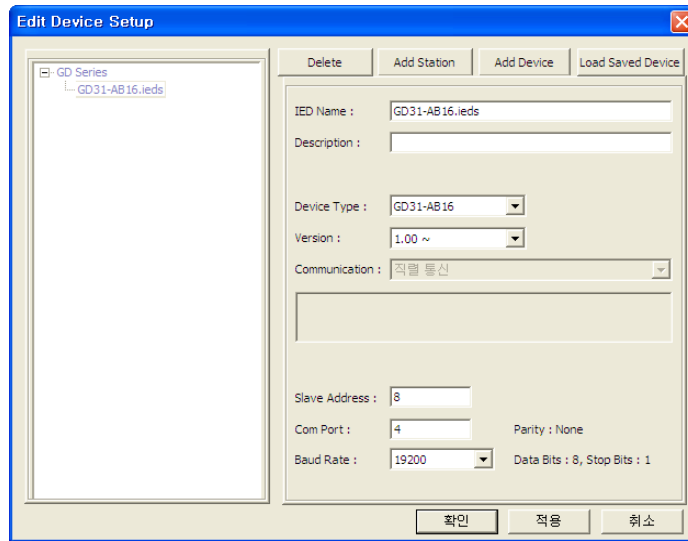 Edit Device Setup
GD Series
GD31-AB16.ieds
Delete
Add Station
Add Device
Load Saved Device
IED Name :
GD31-AB16.ieds
Description :
Device Type :
GD31-AB16
Version :
1.00 ~
Communication :
직렬 통신
Slave Address :
8
Com Port :
4
Parity : None
Baud Rate :
19200
Data Bits : 8, Stop Bits : 1
확인
적용
취소